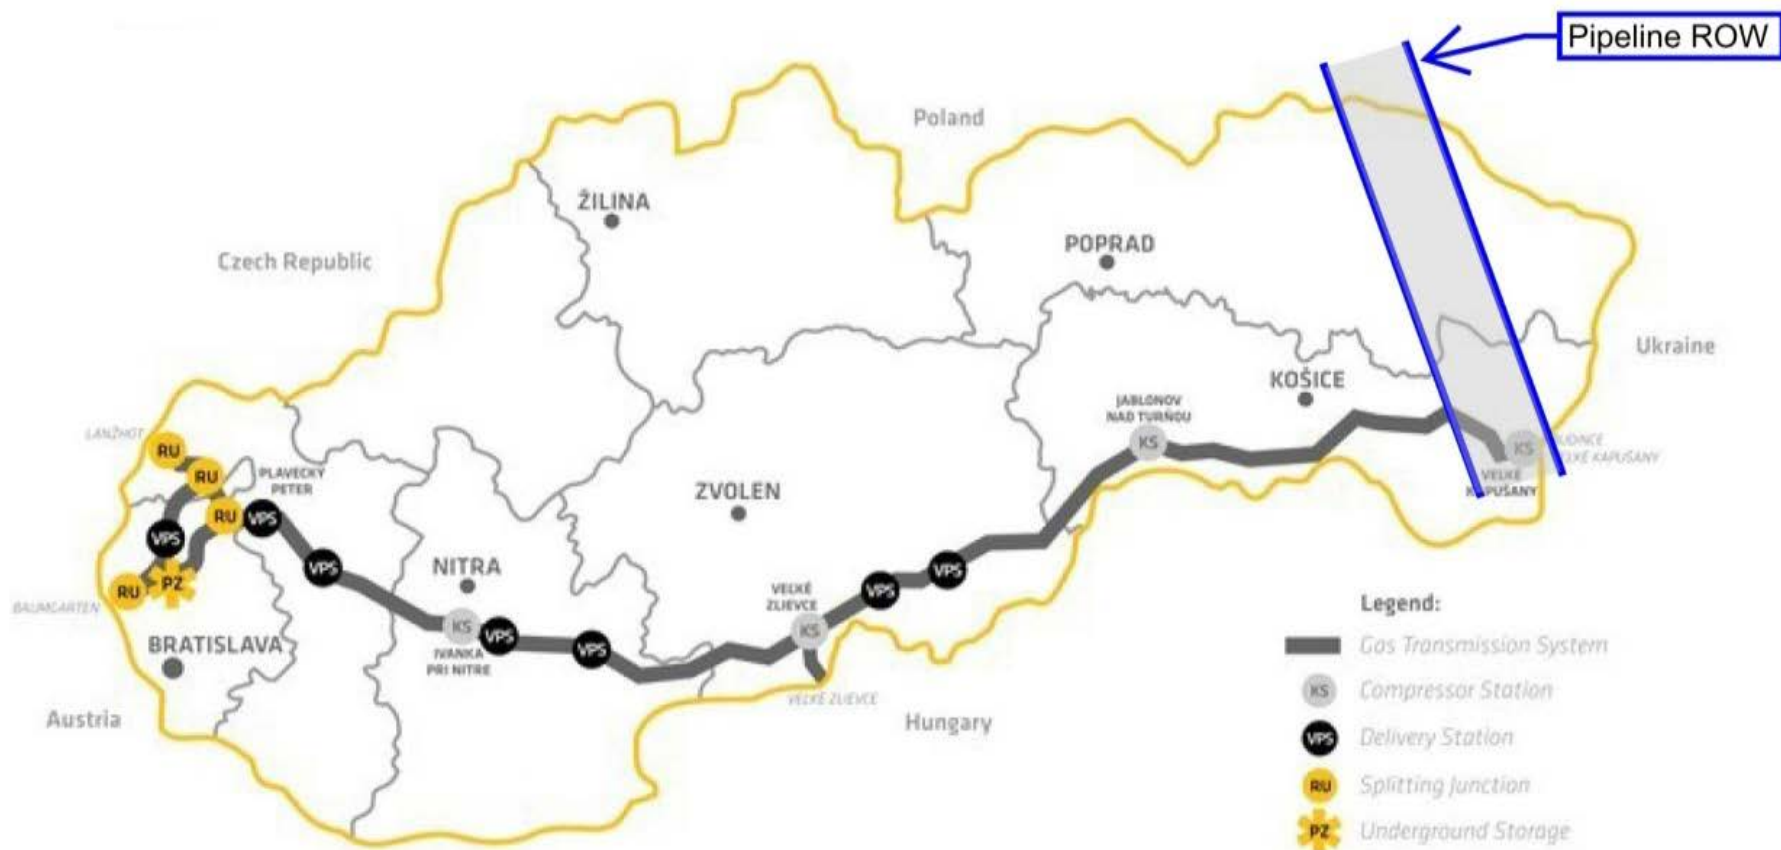 Pipeline ROW
Poland
ŽILINA
POPRAD
Czech Republic
Ukraine
KOŠICE
JABLONOV
NAD TURŇOU
KS
LANŽHOT
RU
RU
PLAVECKY
PETER
KS
VEĽKÉ KAPUŠANY
VEĽKÉ
KAPUŠANY
ZVOLEN
RU
VPS
VPS
VPS
VPS
VPS
NITRA
PZ
RU
VPS
VEĽKÉ
ZLIEVCE
BAUMGARTEN
KS
KS
VPS
VPS
BRATISLAVA
IVANKA
PRI NITRE
VEĽKÉ ZLIEVCE
Austria
Hungary
Legend:
Gas Transmission System
KS Compressor Station
VPS Delivery Station
RU Splitting Junction
PZ Underground Storage